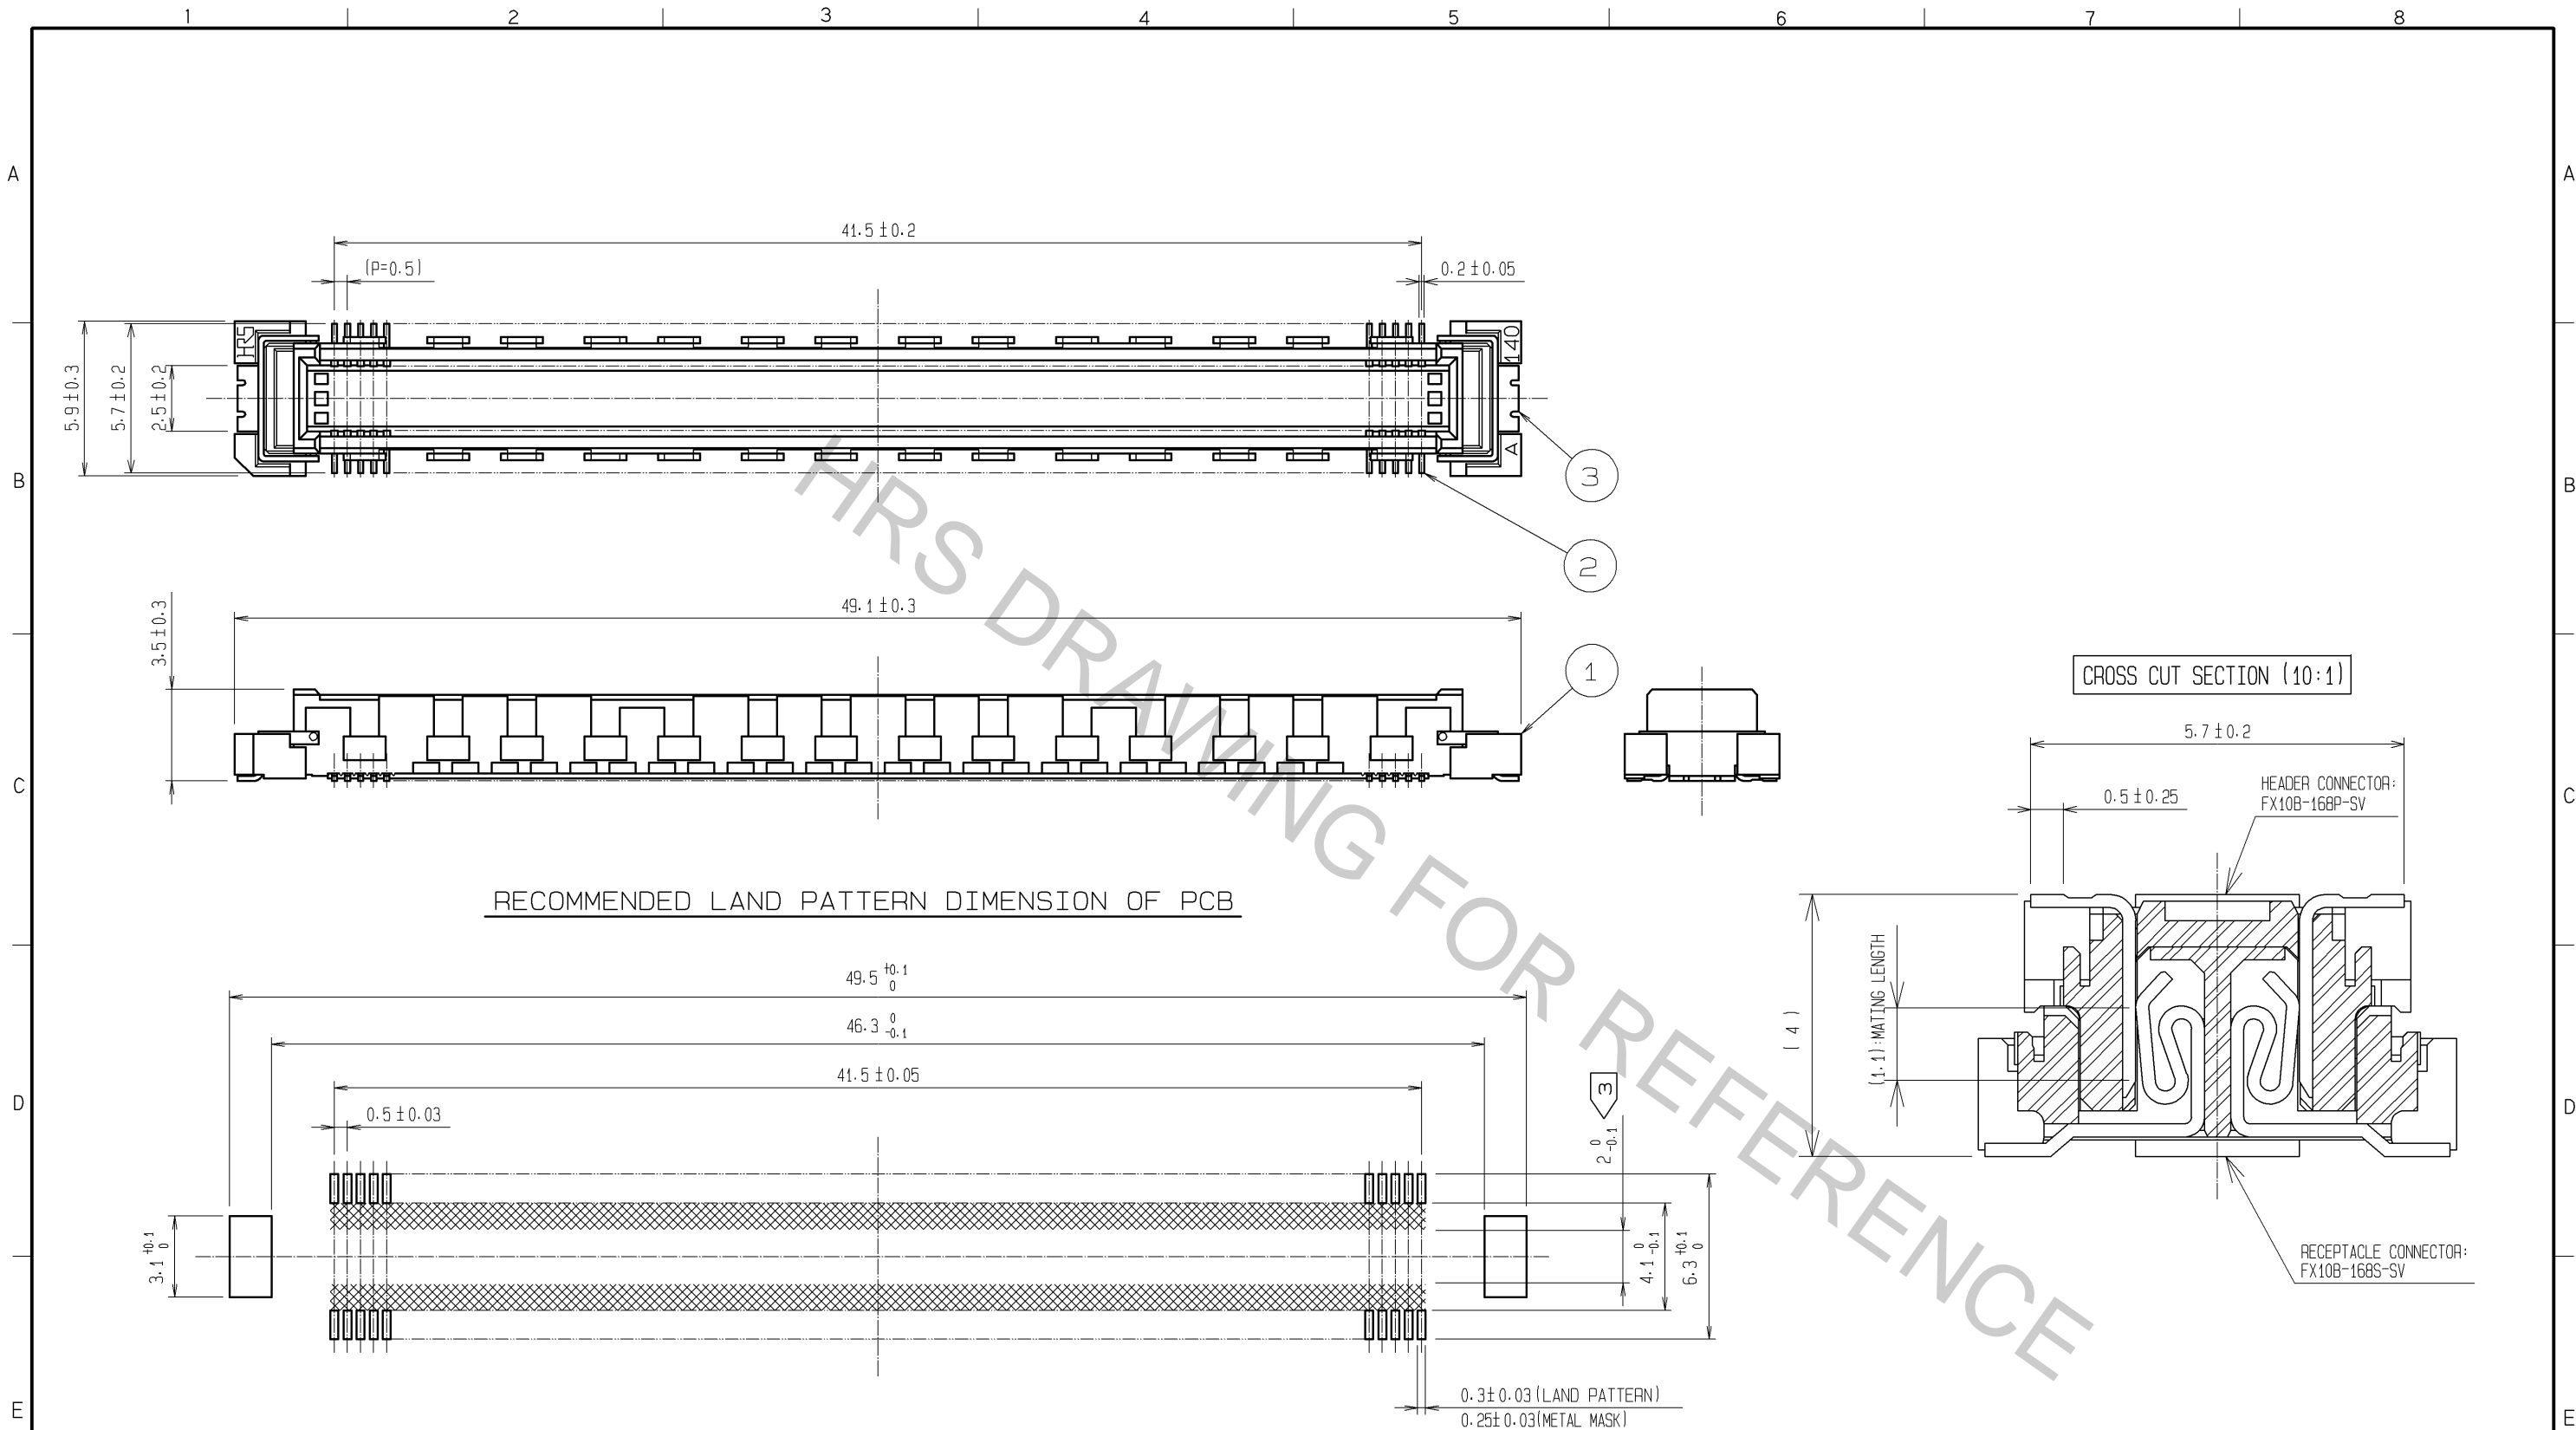 1 2 3 4 5 6 7 8
A A
41.5±0.2
(P=0.5) 0.2±0.05
HRS 140
5.9±0.3
5.7±0.2
2.5±0.2
A
B B
3
2
HRS DRAWING FOR REFERENCE
49.1±0.3
3.5±0.3
1
CROSS CUT SECTION (10:1)
5.7±0.2
HEADER CONNECTOR:
FX10B-168P-SV
0.5±0.25
C C
RECOMMENDED LAND PATTERN DIMENSION OF PCB
(1.1):MATING LENGTH
( 4 )
49.5 +0.1 0
46.3 0 -0.1
41.5±0.05
3
D D
0.5±0.03
2 0 -0.1
3.1 +0.1 0
4.1 0 -0.1
6.3 +0.1 0
RECEPTACLE CONNECTOR:
FX10B-168S-SV
0.3±0.03(LAND PATTERN)
0.25±0.03(METAL MASK)
E E